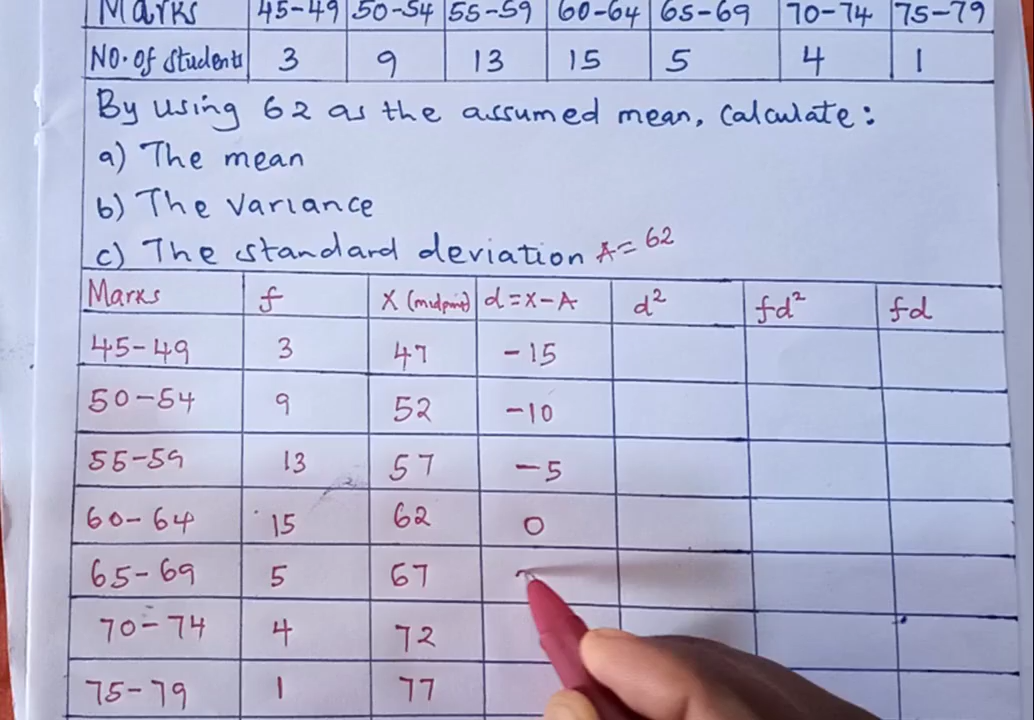 Marks 45-49 50-54 55-59 60-64 65-69 70-74 75-79
NO. of students 3 9 13 15 5 4 1
By using 62 as the assumed mean, calculate:
a) The mean
b) The variance
c) The standard deviation A = 62
Marks f X (midpoint) d = x - A d² fd² fd
45-49 3 47 -15
50-54 9 52 -10
55-59 13 57 -5
60-64 15 62 0
65-69 5 67
70-74 4 72
75-79 1 77